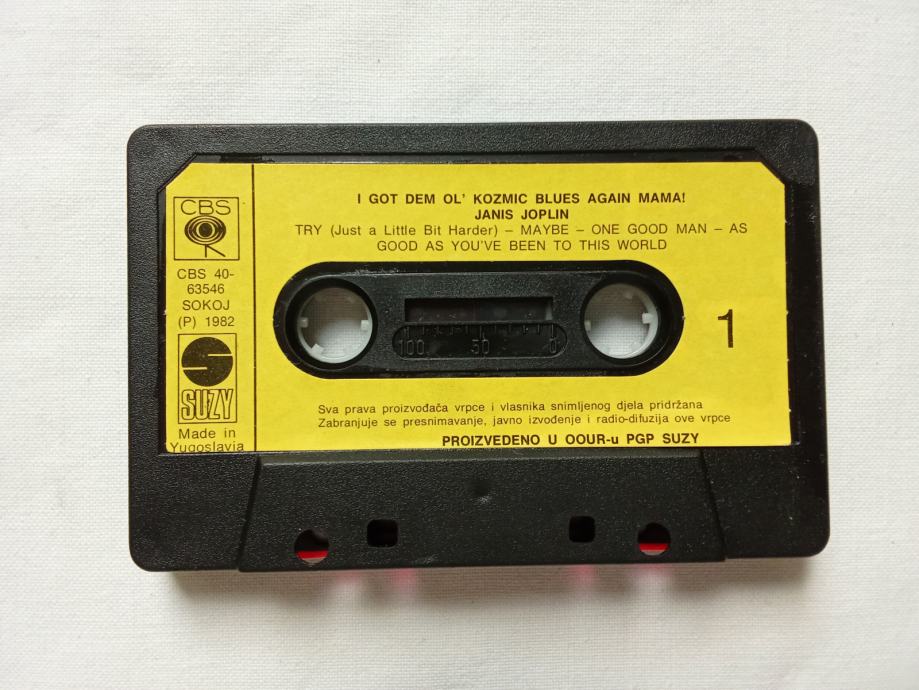 I GOT DEM OL' KOZMIC BLUES AGAIN MAMA!
JANIS JOPLIN
TRY (Just a Little Bit Harder) – MAYBE – ONE GOOD MAN – AS
GOOD AS YOU'VE BEEN TO THIS WORLD
CBS
CBS 40-
63546
SOKOJ
(P) 1982
SUZY
Made in
Yugoslavia
100 50 0
1
Sva prava proizvođača vrpce i vlasnika snimljenog djela pridržana
Zabranjuje se presnimavanje, javno izvođenje i radio-difuzija ove vrpce
PROIZVEDENO U OOUR-u PGP SUZY